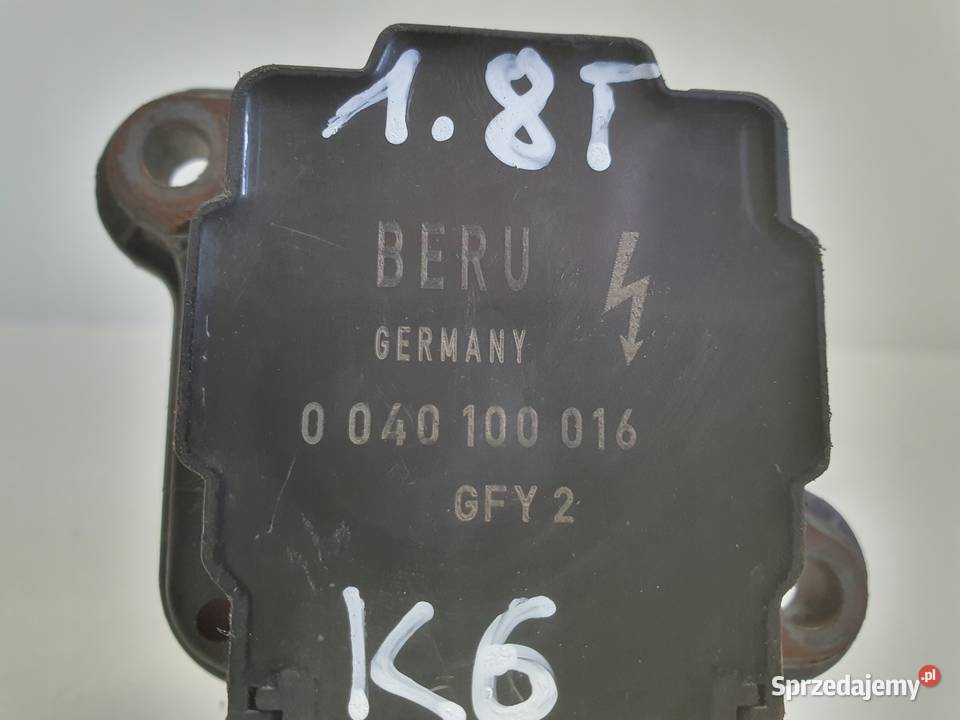 1.8T
BERU
GERMANY
0 040 100 016
GFY 2
K6
Sprzedajemy.pl